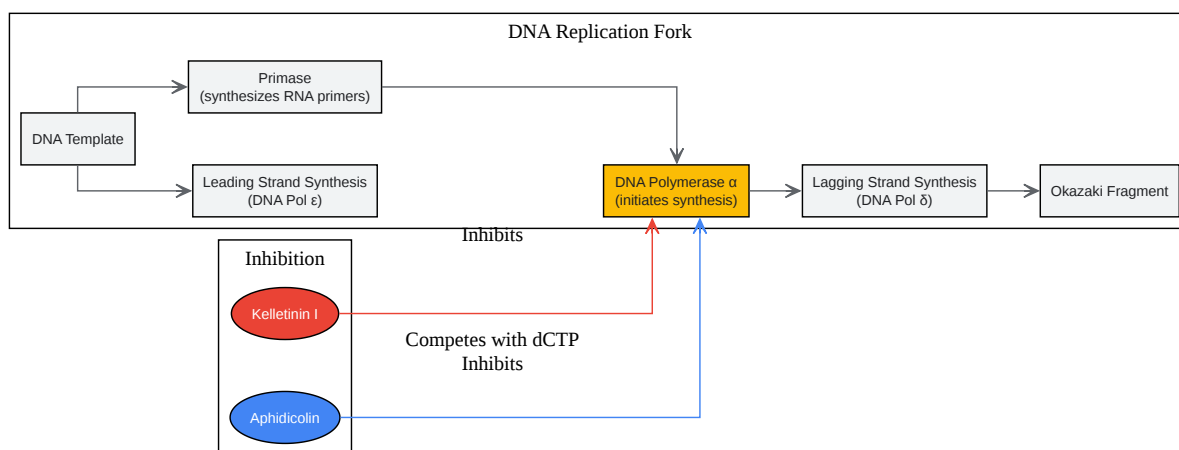 DNA Replication Fork
Primase
(synthesizes RNA primers)
DNA Template
Leading Strand Synthesis
(DNA Pol ε)
DNA Polymerase α
(initiates synthesis)
Lagging Strand Synthesis
(DNA Pol δ)
Okazaki Fragment
Inhibits
Inhibition
Kelletinin I
Competes with dCTP
Inhibits
Aphidicolin